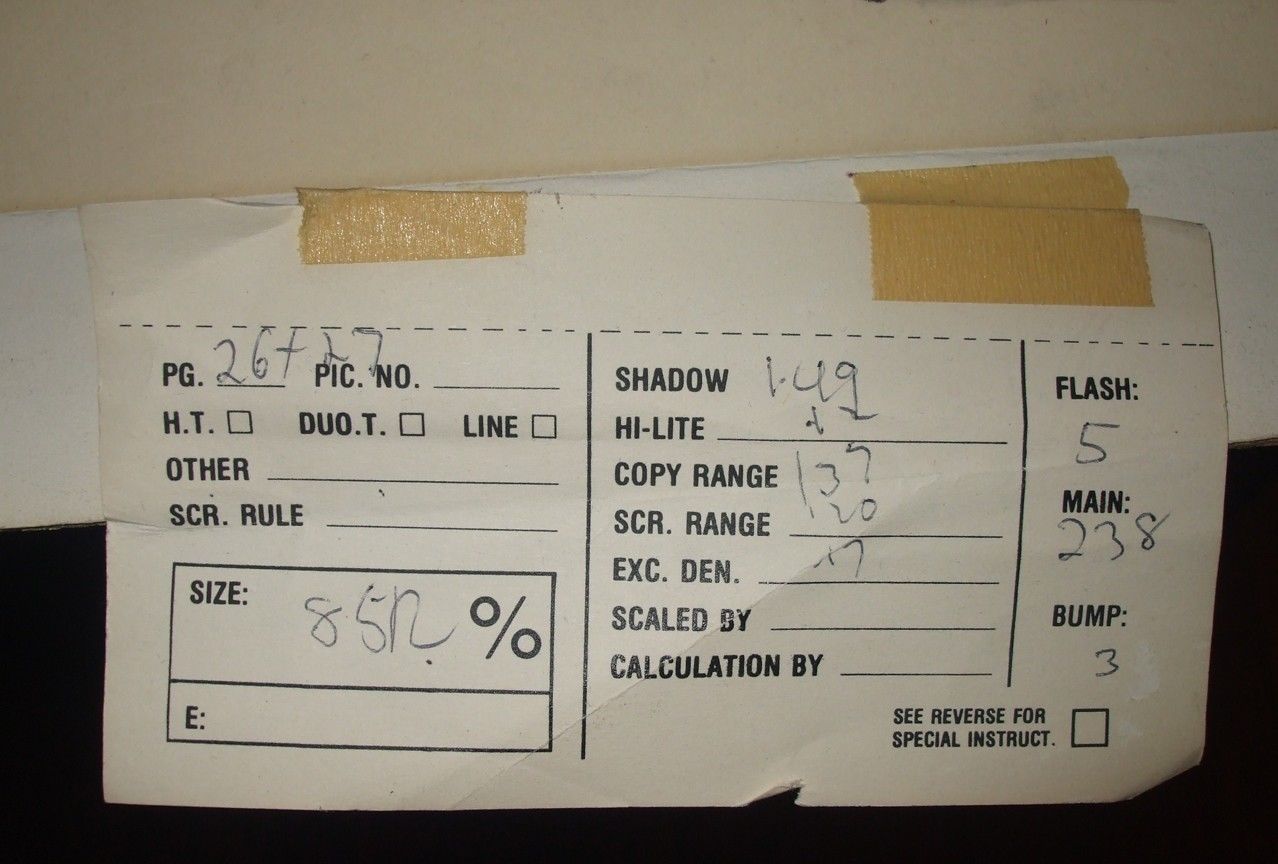 PG. 26+27 PIC. NO.
H.T. DUO.T. LINE
OTHER
SCR. RULE
SIZE: %
E:
SHADOW 1.49
HI-LITE
COPY RANGE 137
SCR. RANGE 120
EXC. DEN.
SCALED BY
CALCULATION BY
FLASH:
5
MAIN:
238
BUMP:
3
SEE REVERSE FOR
SPECIAL INSTRUCT.